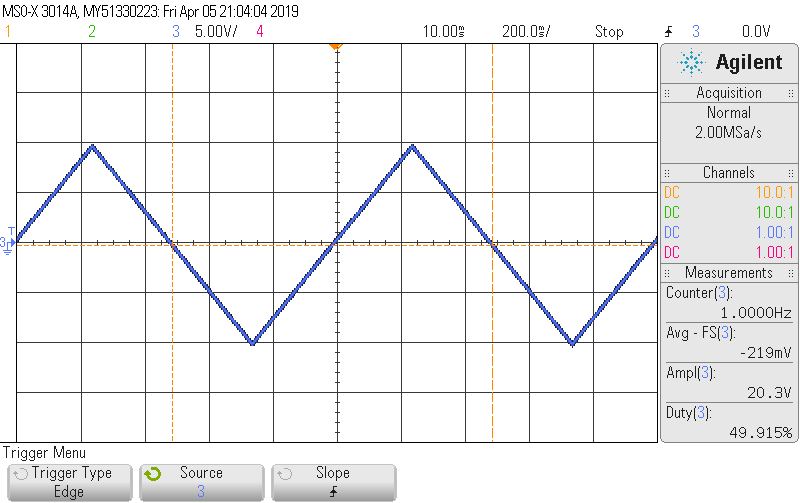 MSO-X 3014A, MY51330223: Fri Apr 05 21:04:04 2019
1 2 3 5.00V/ 4 10.00s 200.0s/ Stop 3 0.0V
Agilent
Acquisition
Normal
2.00MSa/s
Channels
DC 10.0:1
DC 10.0:1
DC 1.00:1
DC 1.00:1
Measurements
Counter(3):
1.0000Hz
Avg - FS(3):
-219mV
Ampl(3):
20.3V
Duty(3):
49.915%
T
3
Trigger Menu
Trigger Type Source Slope
Edge 3